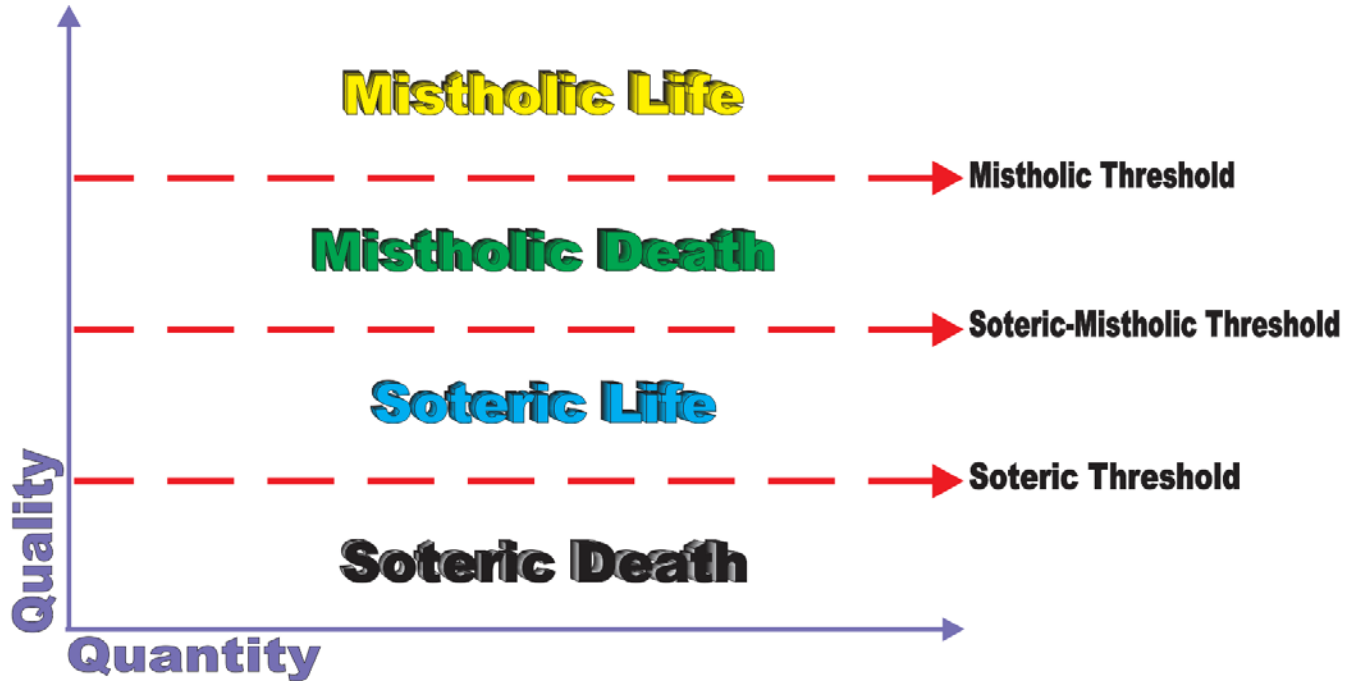 Mistholic Life
Mistholic Threshold
Mistholic Death
Soteric-Mistholic Threshold
Soteric Life
Soteric Threshold
Soteric Death
Quality
Quantity